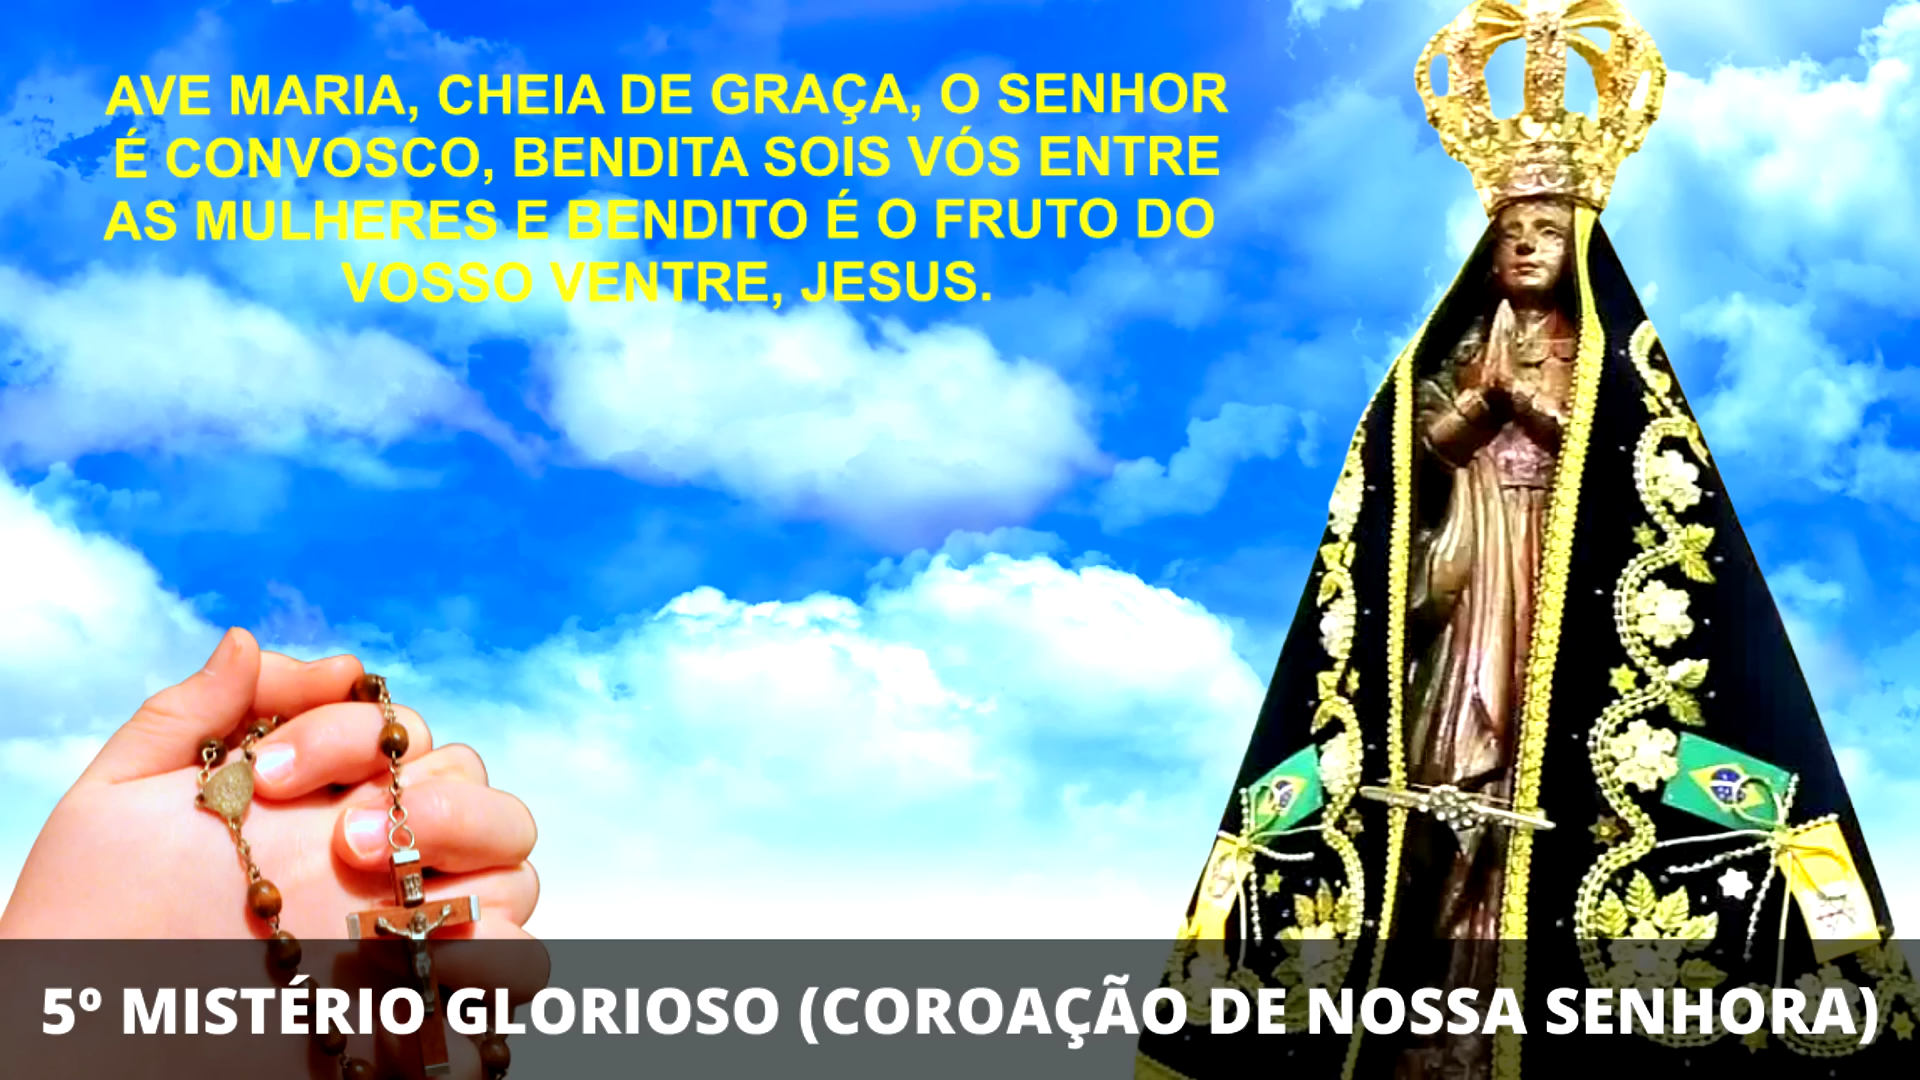 AVE MARIA, CHEIA DE GRAÇA, O SENHOR
É CONVOSCO, BENDITA SOIS VÓS ENTRE
AS MULHERES E BENDITO É O FRUTO DO
VOSSO VENTRE, JESUS.
5º MISTÉRIO GLORIOSO (COROAÇÃO DE NOSSA SENHORA)